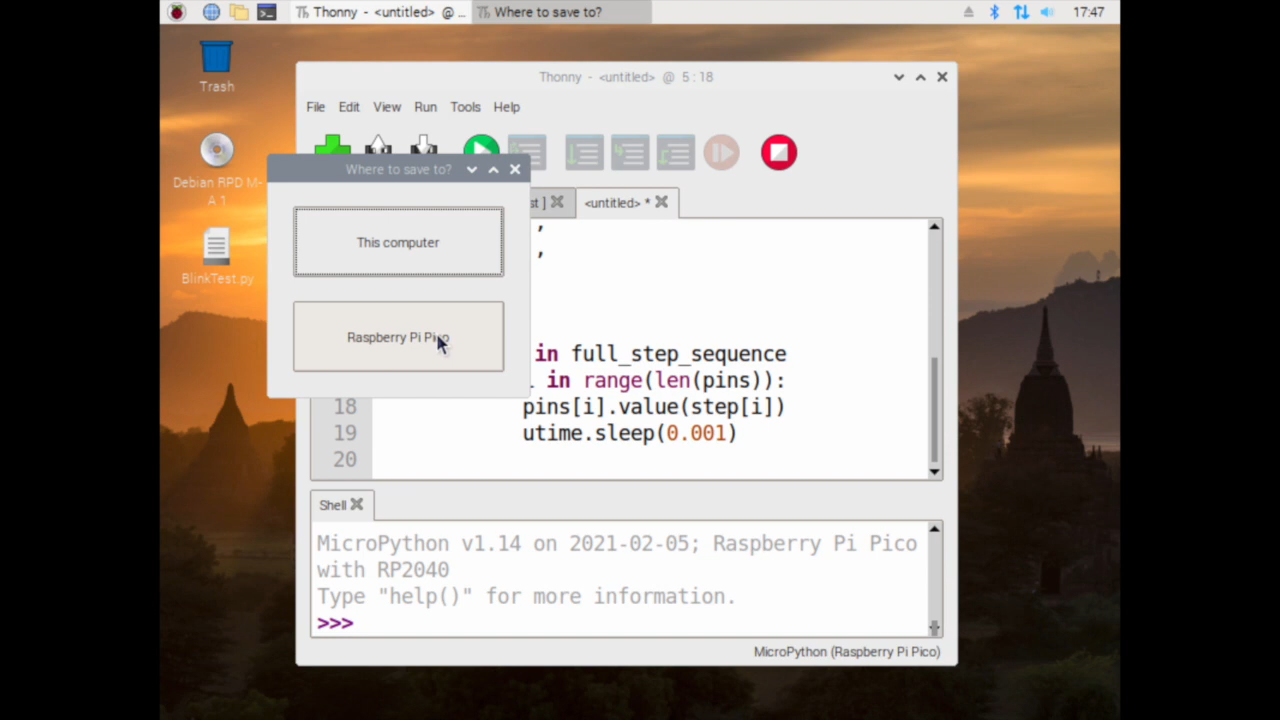 Thonny - <untitled> @ ...
Where to save to?
17:47
Trash
Debian RPD M-
A 1
BlinkTest.py
Thonny - <untitled> @ 5:18
File Edit View Run Tools Help
Where to save to?
This computer
Raspberry Pi Pico
st ]
<untitled> *
,
,
in full_step_sequence
in range(len(pins)):
18 pins[i].value(step[i])
19 utime.sleep(0.001)
20
Shell
MicroPython v1.14 on 2021-02-05; Raspberry Pi Pico
with RP2040
Type "help()" for more information.
>>>
MicroPython (Raspberry Pi Pico)